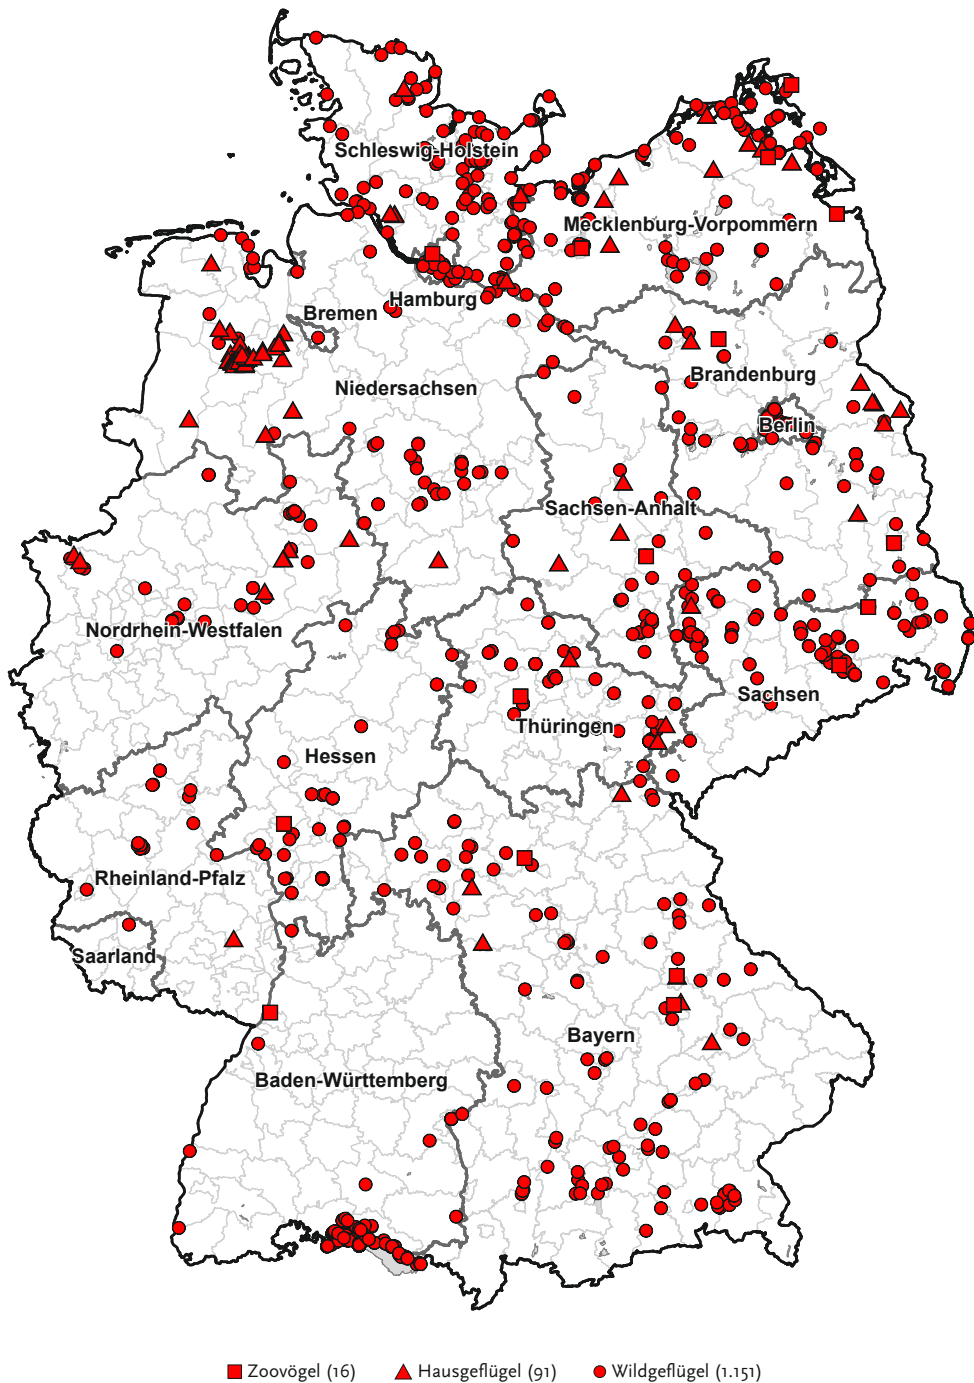 Schleswig-Holstein
Mecklenburg-Vorpommern
Hamburg
Bremen
Niedersachsen
Brandenburg
Berlin
Sachsen-Anhalt
Nordrhein-Westfalen
Sachsen
Thüringen
Hessen
Rheinland-Pfalz
Saarland
Bayern
Baden-Württemberg
Zoovögel (16) Hausgeflügel (91) Wildgeflügel (1.151)